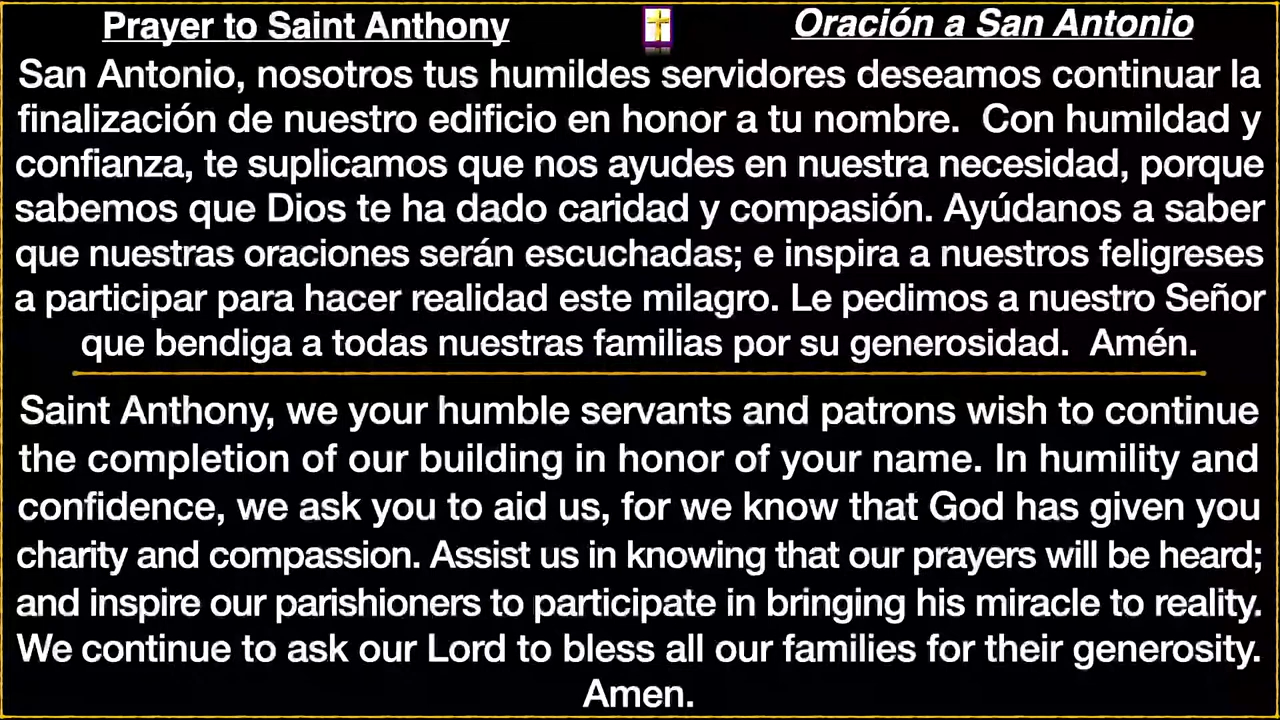 Prayer to Saint Anthony
Oración a San Antonio
San Antonio, nosotros tus humildes servidores deseamos continuar la
finalización de nuestro edificio en honor a tu nombre. Con humildad y
confianza, te suplicamos que nos ayudes en nuestra necesidad, porque
sabemos que Dios te ha dado caridad y compasión. Ayúdanos a saber
que nuestras oraciones serán escuchadas; e inspira a nuestros feligreses
a participar para hacer realidad este milagro. Le pedimos a nuestro Señor
que bendiga a todas nuestras familias por su generosidad. Amén.
Saint Anthony, we your humble servants and patrons wish to continue
the completion of our building in honor of your name. In humility and
confidence, we ask you to aid us, for we know that God has given you
charity and compassion. Assist us in knowing that our prayers will be heard;
and inspire our parishioners to participate in bringing his miracle to reality.
We continue to ask our Lord to bless all our families for their generosity.
Amen.